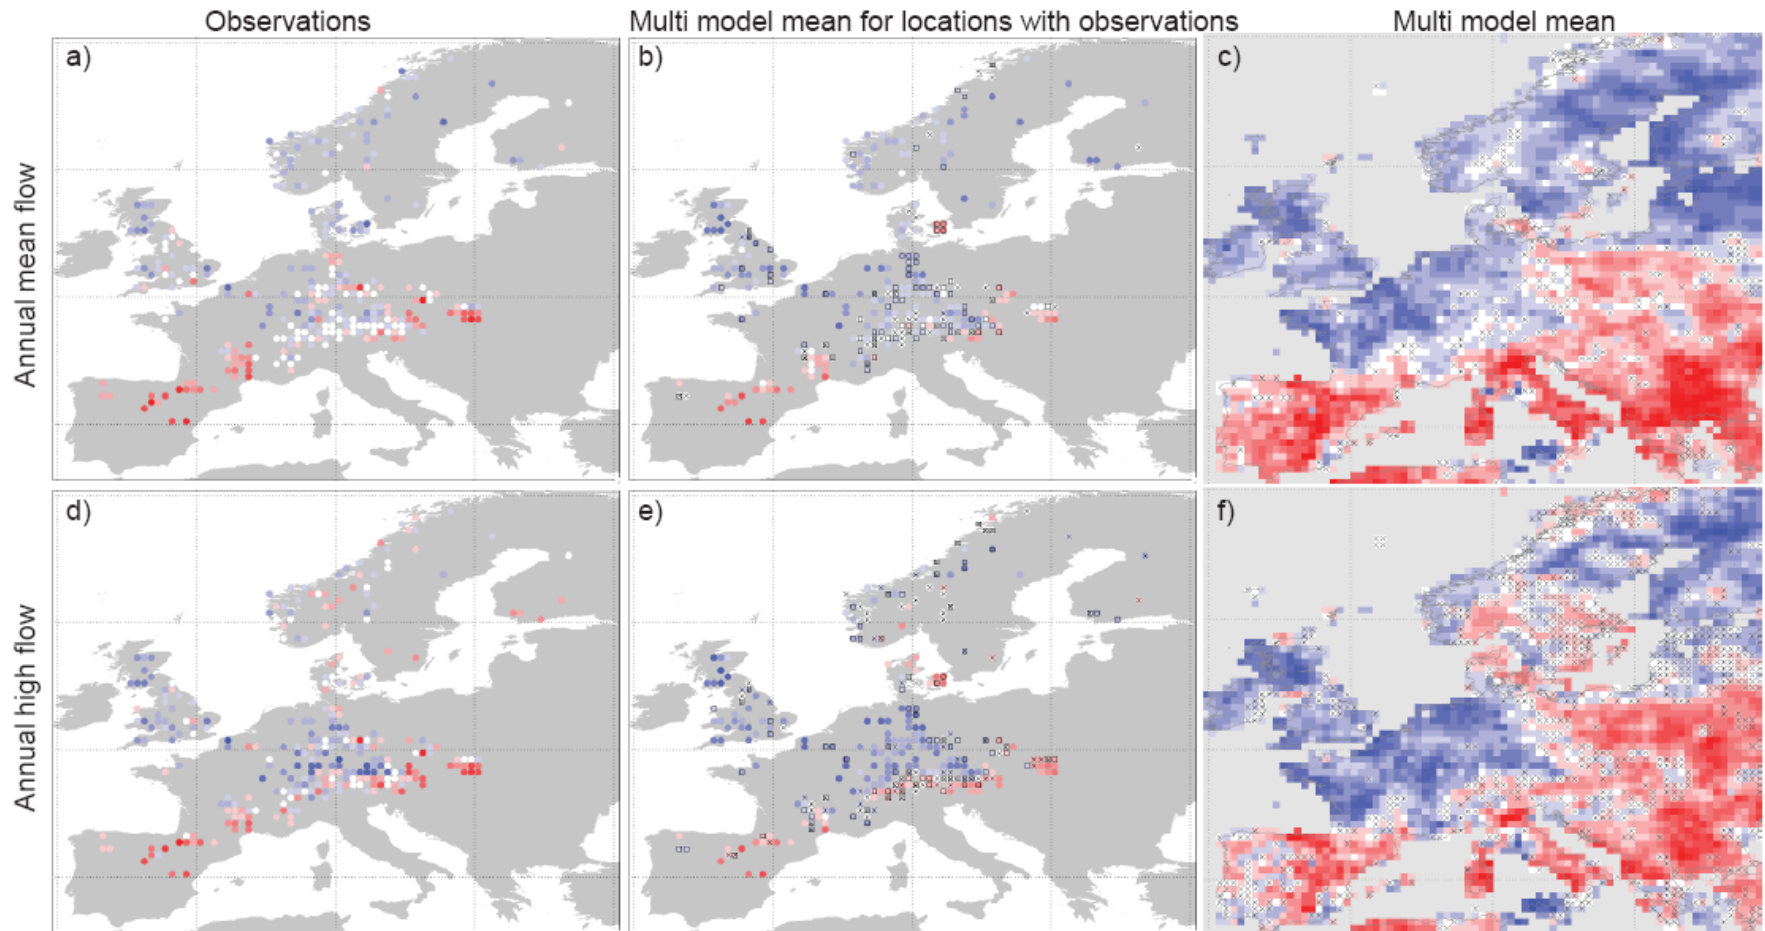 Observations
Multi model mean for locations with observations
Multi model mean
Annual mean flow
a)
b)
c)
Annual high flow
d)
e)
f)